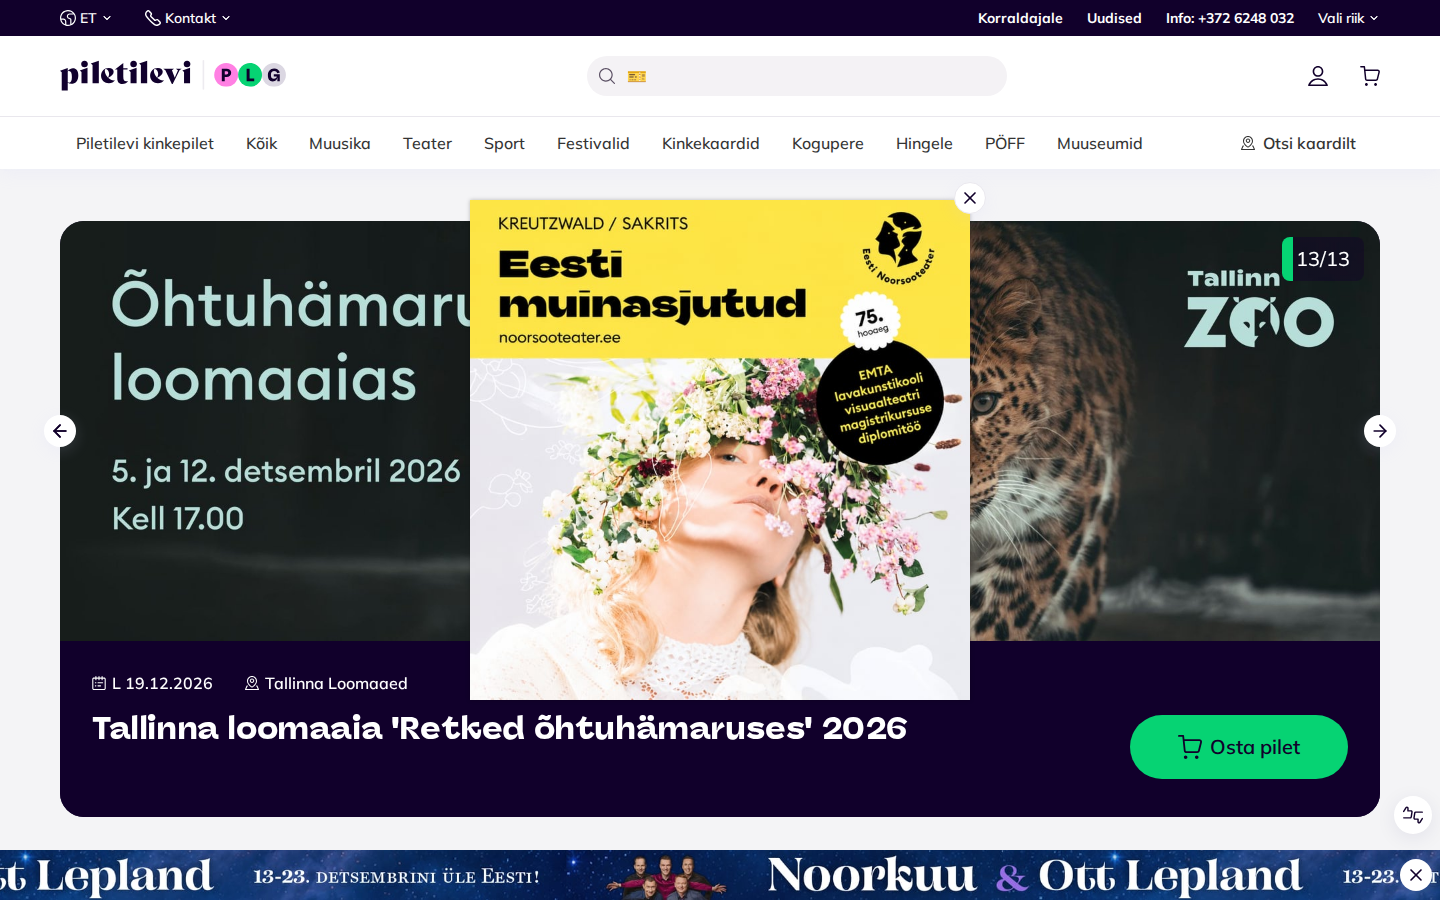 ET
Kontakt
Korraldajale
Uudised
Info: +372 6248 032
Vali riik
piletilevi
P L G
Piletilevi kinkepilet
Kõik
Muusika
Teater
Sport
Festivalid
Kinkekaardid
Kogupere
Hingele
PÖFF
Muuseumid
Otsi kaardilt
Õhtuhämaru
loomaaias
5. ja 12. detsembril 2026
Kell 17.00
KREUTZWALD / SAKRITS
Eesti
muinasjutud
noorsooteater.ee
Eesti Noorsooteater
75.
hooaeg
EMTA
lavakunstikooli
visuaalteatri
magistrikursuse
diplomitöö
13/13
Tallinn
ZOO
L 19.12.2026
Tallinna Loomaaed
Tallinna loomaaia 'Retked õhtuhämaruses' 2026
Osta pilet
tt Lepland
13-23. detsembrini üle Eesti!
Noorkuu & Ott Lepland
13-23.